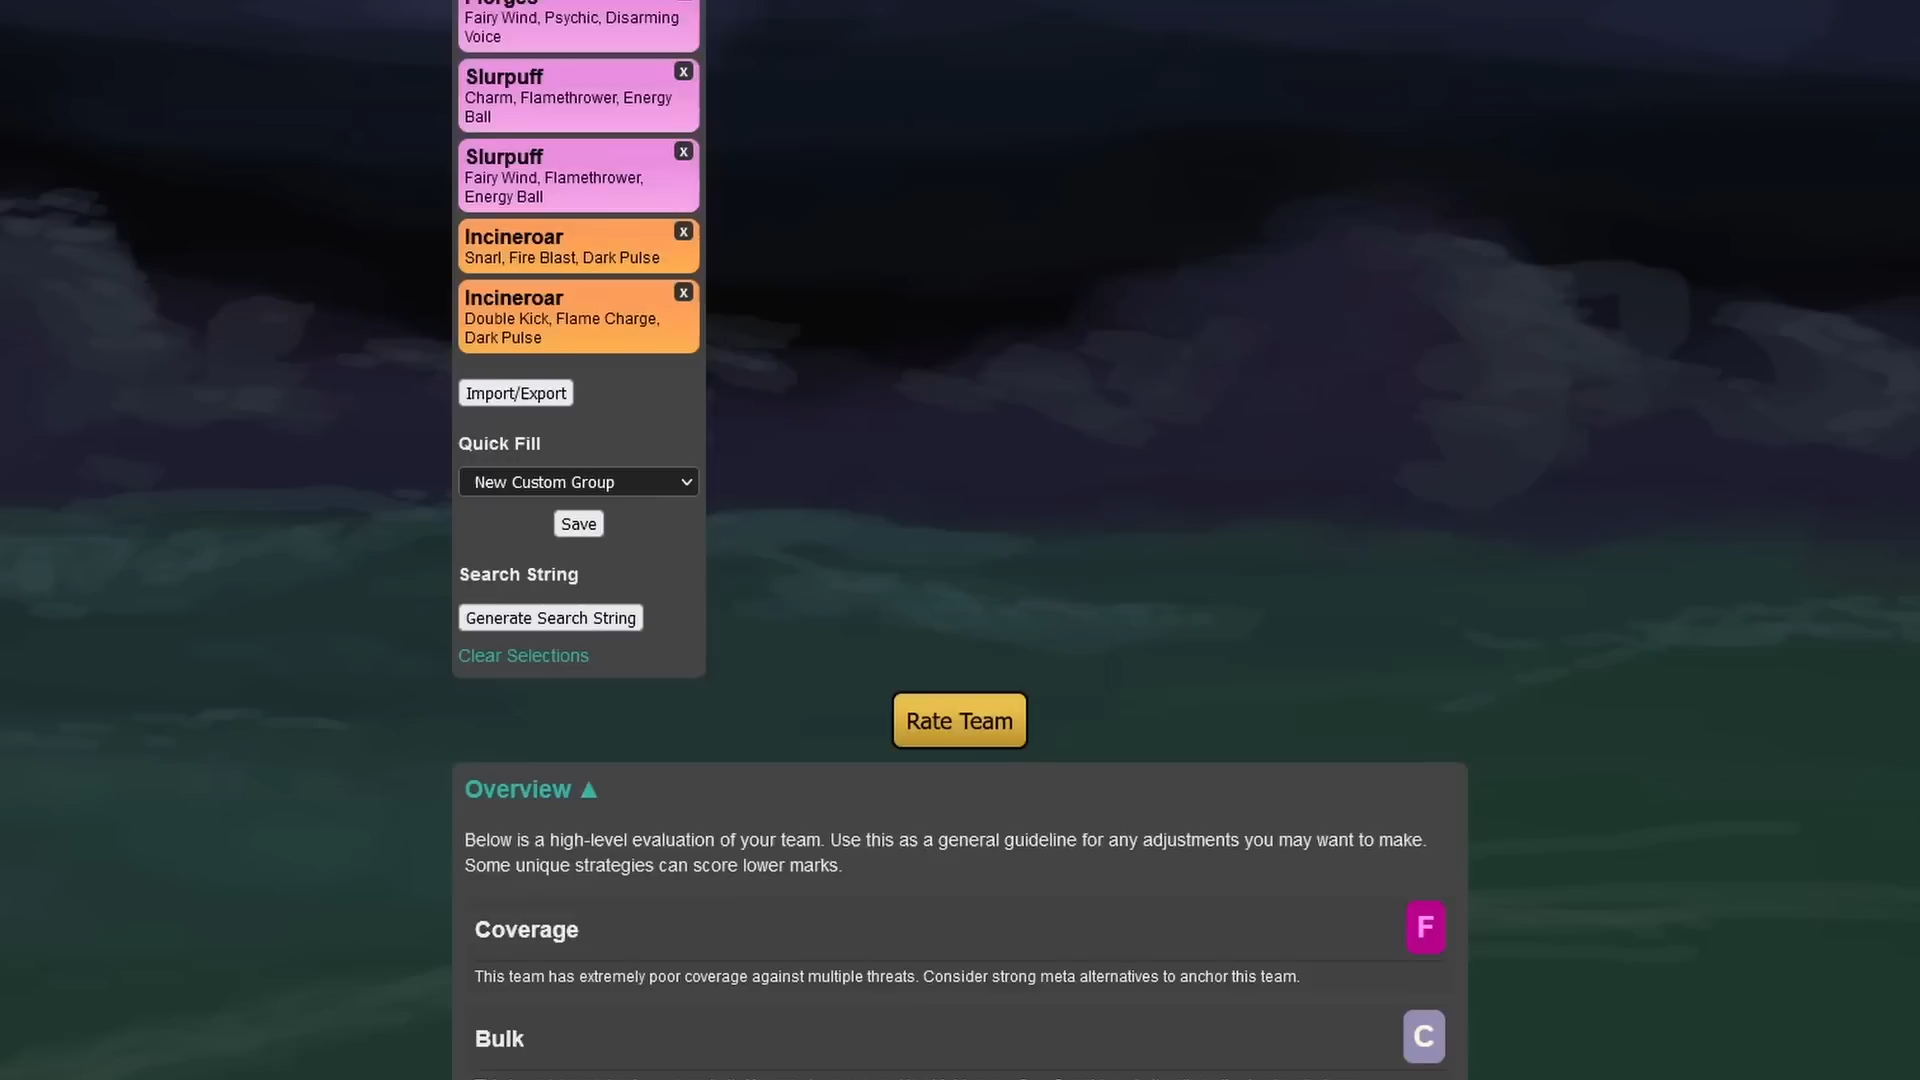 Florges
Fairy Wind, Psychic, Disarming
Voice
Slurpuff
X
Charm, Flamethrower, Energy
Ball
Slurpuff
X
Fairy Wind, Flamethrower,
Energy Ball
Incineroar
X
Snarl, Fire Blast, Dark Pulse
Incineroar
X
Double Kick, Flame Charge,
Dark Pulse
Import/Export
Quick Fill
New Custom Group
Save
Search String
Generate Search String
Clear Selections
Rate Team
Overview ▲
Below is a high-level evaluation of your team. Use this as a general guideline for any adjustments you may want to make.
Some unique strategies can score lower marks.
Coverage
F
This team has extremely poor coverage against multiple threats. Consider strong meta alternatives to anchor this team.
Bulk
C